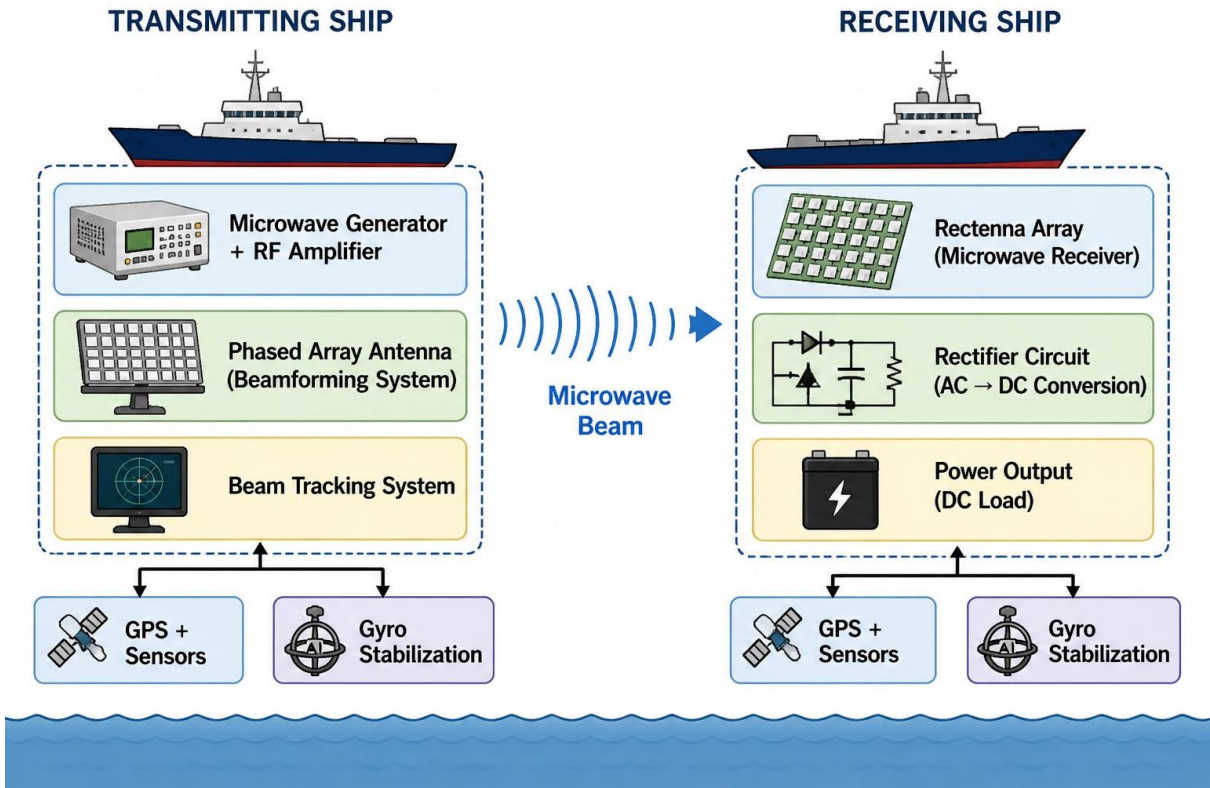 TRANSMITTING SHIP
RECEIVING SHIP
Microwave Generator
+ RF Amplifier
Phased Array Antenna
(Beamforming System)
Beam Tracking System
Microwave
Beam
Rectenna Array
(Microwave Receiver)
Rectifier Circuit
(AC → DC Conversion)
Power Output
(DC Load)
GPS +
Sensors
AI
Gyro
Stabilization
GPS +
Sensors
AI
Gyro
Stabilization